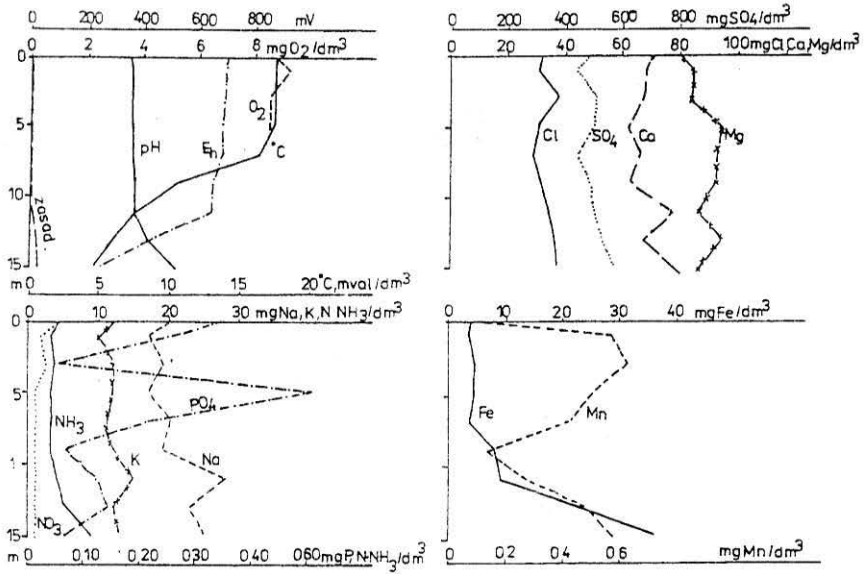 0 200 400 600 800 mV
0 2 4 6 8 mgO2/dm3
0
5
10
15
m
pH
Eh
O2
°C
zasad
0 5 10 15 20°C,mval/dm3
200 400 600 800 mgSO4/dm3
0 20 40 60 80 100mgCl,Ca,Mg/dm3
Cl
SO4
Ca
Mg
0 10 20 30 mgNa,K,N NH3/dm3
0
5
1
15
m
NH3
NO3
K
PO4
Na
0,10 0,20 0,30 0,40 0,60 mgP,N-NH3/dm3
0 10 20 30 40 mgFe/dm3
Fe
Mn
0 0.2 0.4 0.6 mgMn/dm3